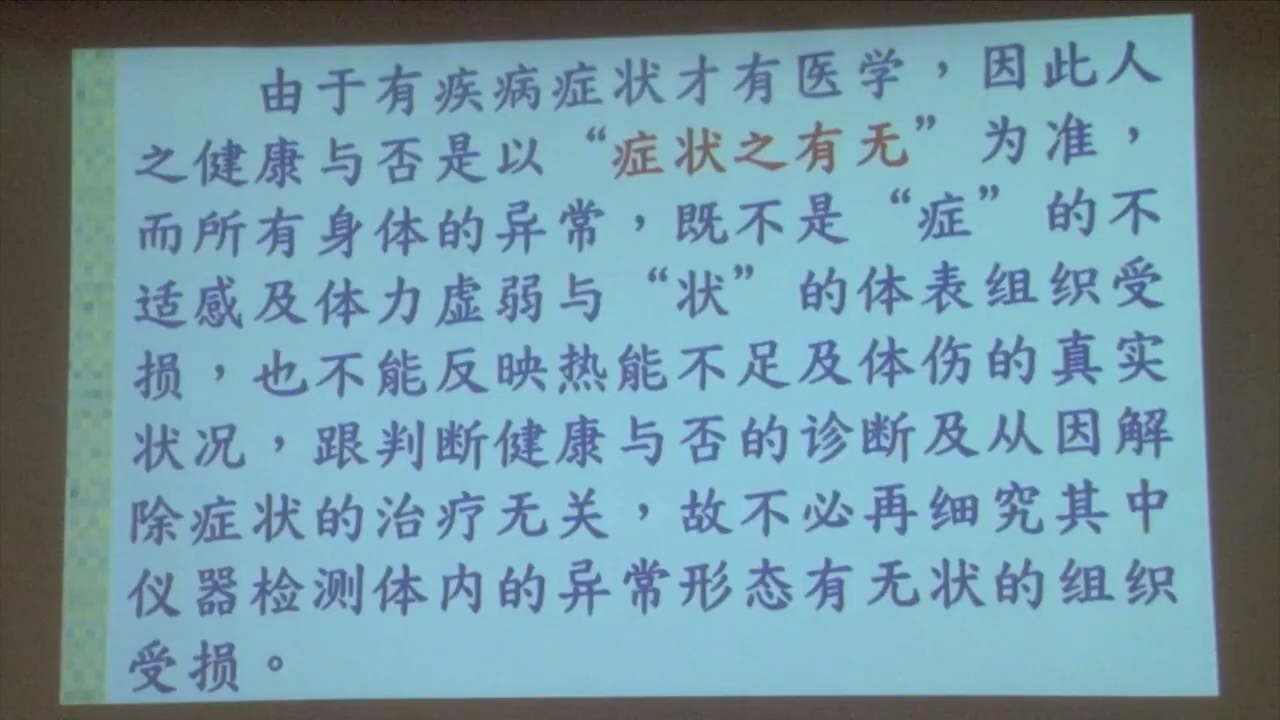 由于有疾病症状才有医学，因此人
之健康与否是以“症状之有无”为准，
而所有身体的异常，既不是“症”的不
适感及体力虚弱与“状”的体表组织受
损，也不能反映热能不足及体伤的真实
状况，跟判断健康与否的诊断及从因解
除症状的治疗无关，故不必再细究其中
仪器检测体内的异常形态有无状的组织
受损。